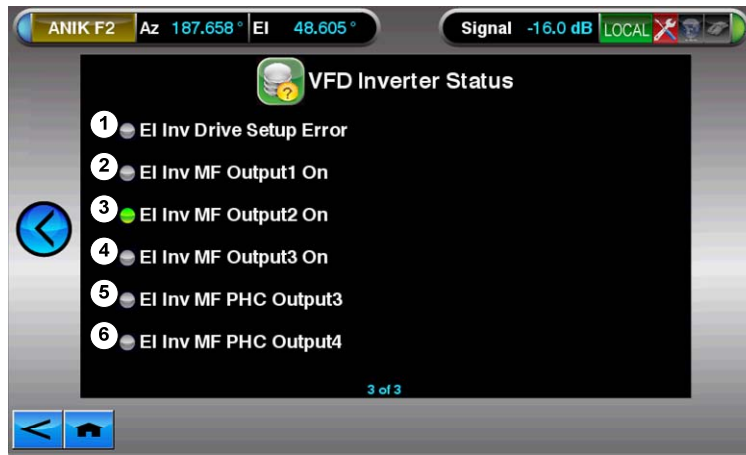 ANIK F2 Az 187.658° El 48.605° Signal -16.0 dB LOCAL
VFD Inverter Status
1 El Inv Drive Setup Error
2 El Inv MF Output1 On
3 El Inv MF Output2 On
4 El Inv MF Output3 On
5 El Inv MF PHC Output3
6 El Inv MF PHC Output4
3 of 3